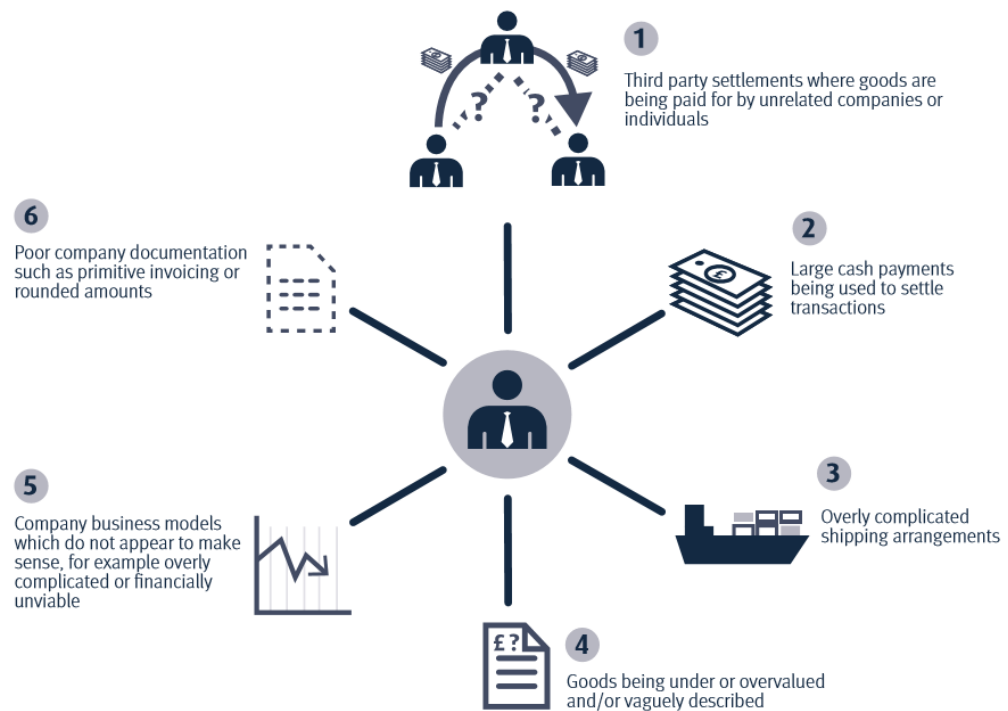 1
Third party settlements where goods are
being paid for by unrelated companies or
individuals
? ?
2
Large cash payments
being used to settle
transactions
£
3
Overly complicated
shipping arrangements
4
Goods being under or overvalued
and/or vaguely described
£ ?
5
Company business models
which do not appear to make
sense, for example overly
complicated or financially
unviable
6
Poor company documentation
such as primitive invoicing or
rounded amounts